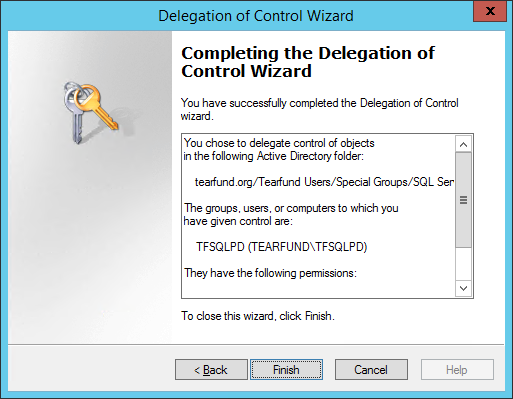 Delegation of Control Wizard
x
Completing the Delegation of
Control Wizard
You have successfully completed the Delegation of Control
wizard.
You chose to delegate control of objects
in the following Active Directory folder:
tearfund.org/Tearfund Users/Special Groups/SQL Ser
The groups, users, or computers to which you
have given control are:
TFSQLPD (TEARFUND\TFSQLPD)
They have the following permissions:
To close this wizard, click Finish.
< Back
Finish
Cancel
Help